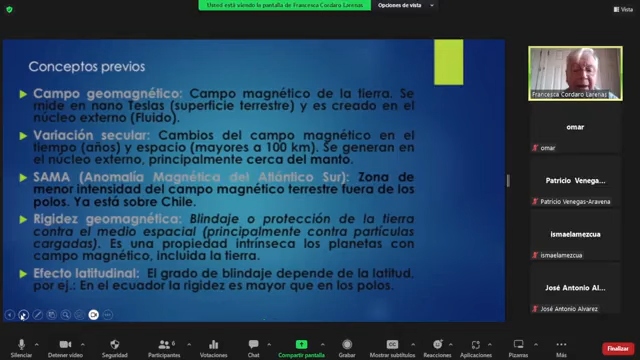 Usted está viendo la pantalla de Francesca Cordaro Larenas
Opciones de vista
Vista
Conceptos previos
Campo geomagnético: Campo magnético de la tierra. Se
mide en nano Teslas (superficie terrestre) y es creado en el
núcleo externo (Fluido).
Variación secular: Cambios del campo magnético en el
tiempo (años) y espacio (mayores a 100 km). Se generan en
el núcleo externo, principalmente cerca del manto.
SAMA (Anomalía Magnética del Atlántico Sur): Zona de
menor intensidad del campo magnético terrestre fuera de los
polos. Ya está sobre Chile.
Rigidez geomagnética: Blindaje o protección de la tierra
contra el medio espacial (principalmente contra partículas
cargadas). Es una propiedad intrínseca los planetas con
campo magnético, incluida la tierra.
Efecto latitudinal: El grado de blindaje depende de la latitud,
por ej.: En el ecuador la rigidez es mayor que en los polos.
Francesca Cordaro Larenas
omar
omar
Patricio Venegas...
Patricio Venegas-Aravena
ismaelamezcua
ismaelamezcua
José Antonio Al...
José Antonio Alvarez
Silenciar
Detener video
Seguridad
Participantes
6
Votaciones
Chat
Compartir pantalla
Grabar
CC
Mostrar subtítulos
Reacciones
Aplicaciones
Pizarras
Más
Finalizar